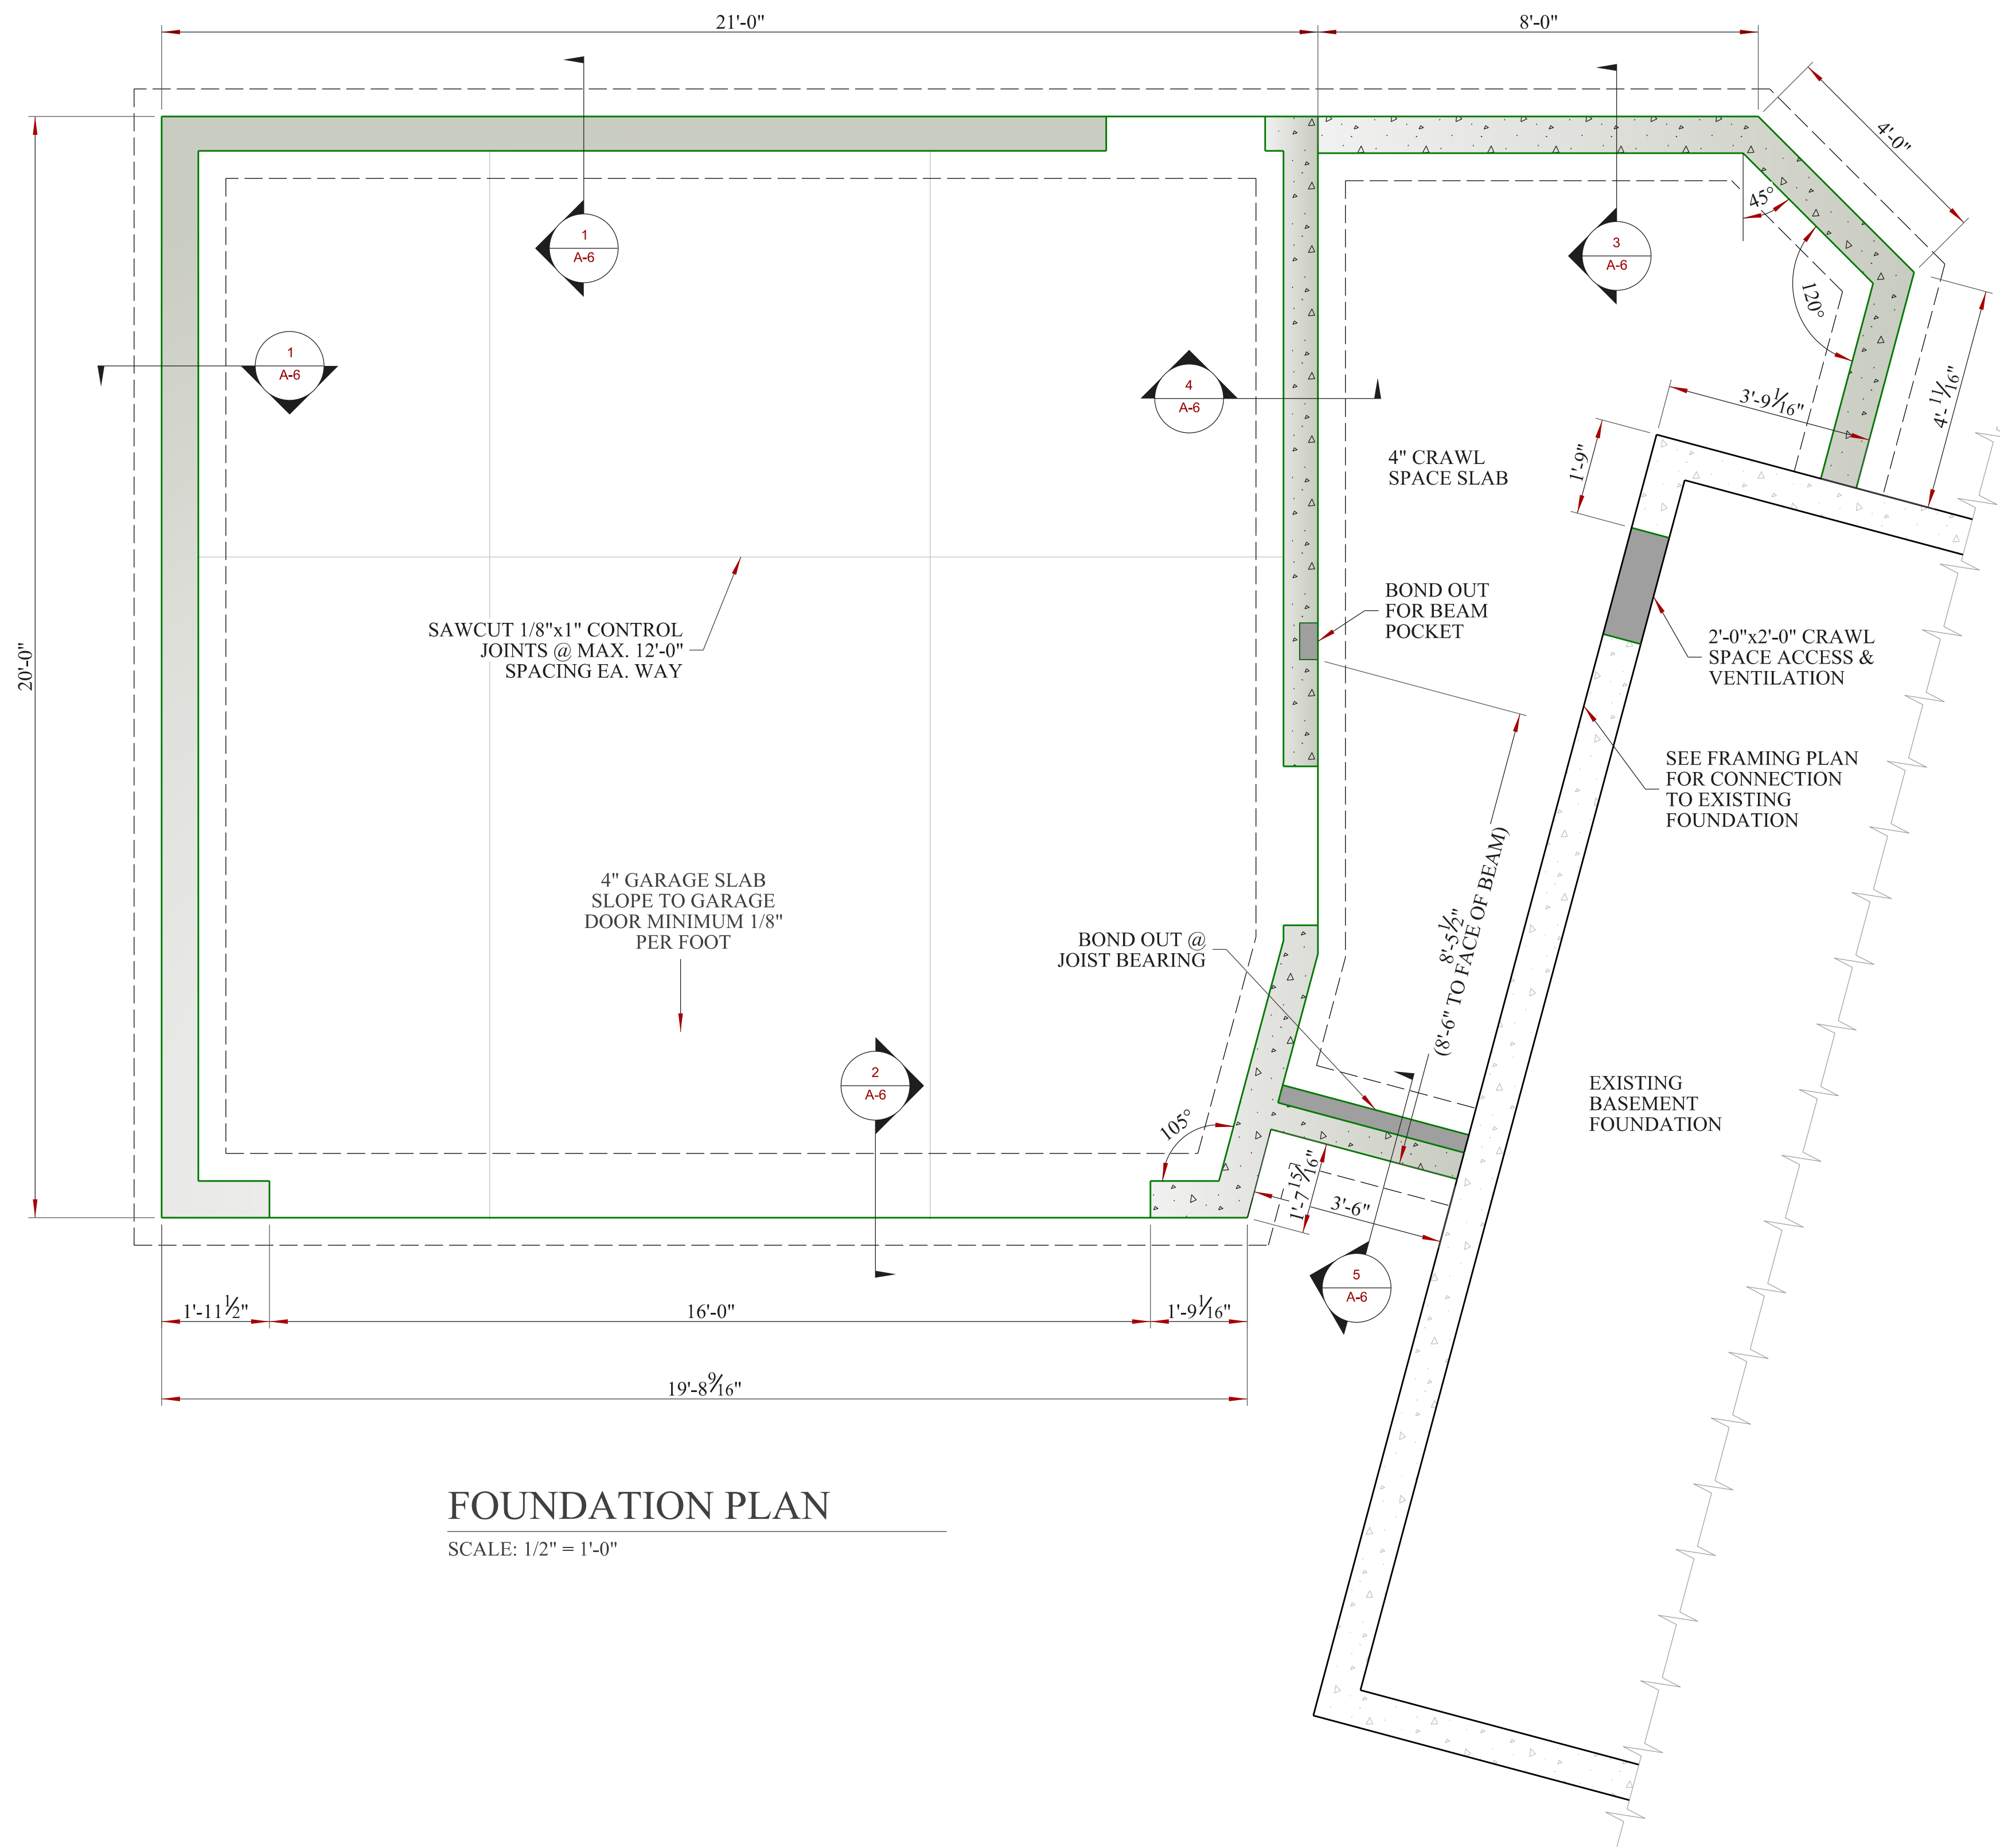 21'-0"
8'-0"
4'-0"
45°
120°
1
A-6
3
A-6
1
A-6
4
A-6
3'-9 1/16"
4'- 11/16"
1'-9"
4" CRAWL
SPACE SLAB
20'-0"
SAWCUT 1/8"x1" CONTROL
JOINTS @ MAX. 12'-0"
SPACING EA. WAY
BOND OUT
FOR BEAM
POCKET
2'-0"x2'-0" CRAWL
SPACE ACCESS &
VENTILATION
SEE FRAMING PLAN
FOR CONNECTION
TO EXISTING
FOUNDATION
4" GARAGE SLAB
SLOPE TO GARAGE
DOOR MINIMUM 1/8"
PER FOOT
BOND OUT @
JOIST BEARING
8'-5 1/2"
(8'-6" TO FACE OF BEAM)
2
A-6
105°
EXISTING
BASEMENT
FOUNDATION
1'-7 15/16"
3'-6"
5
A-6
1'-11 1/2"
16'-0"
1'-9 1/16"
19'-8 9/16"
FOUNDATION PLAN
SCALE: 1/2" = 1'-0"